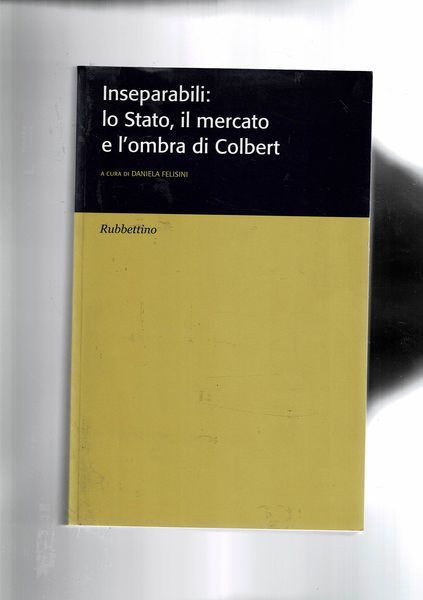 Inseparabili:
lo Stato, il mercato
e l'ombra di Colbert
A CURA DI DANIELA FELISINI
Rubbettino